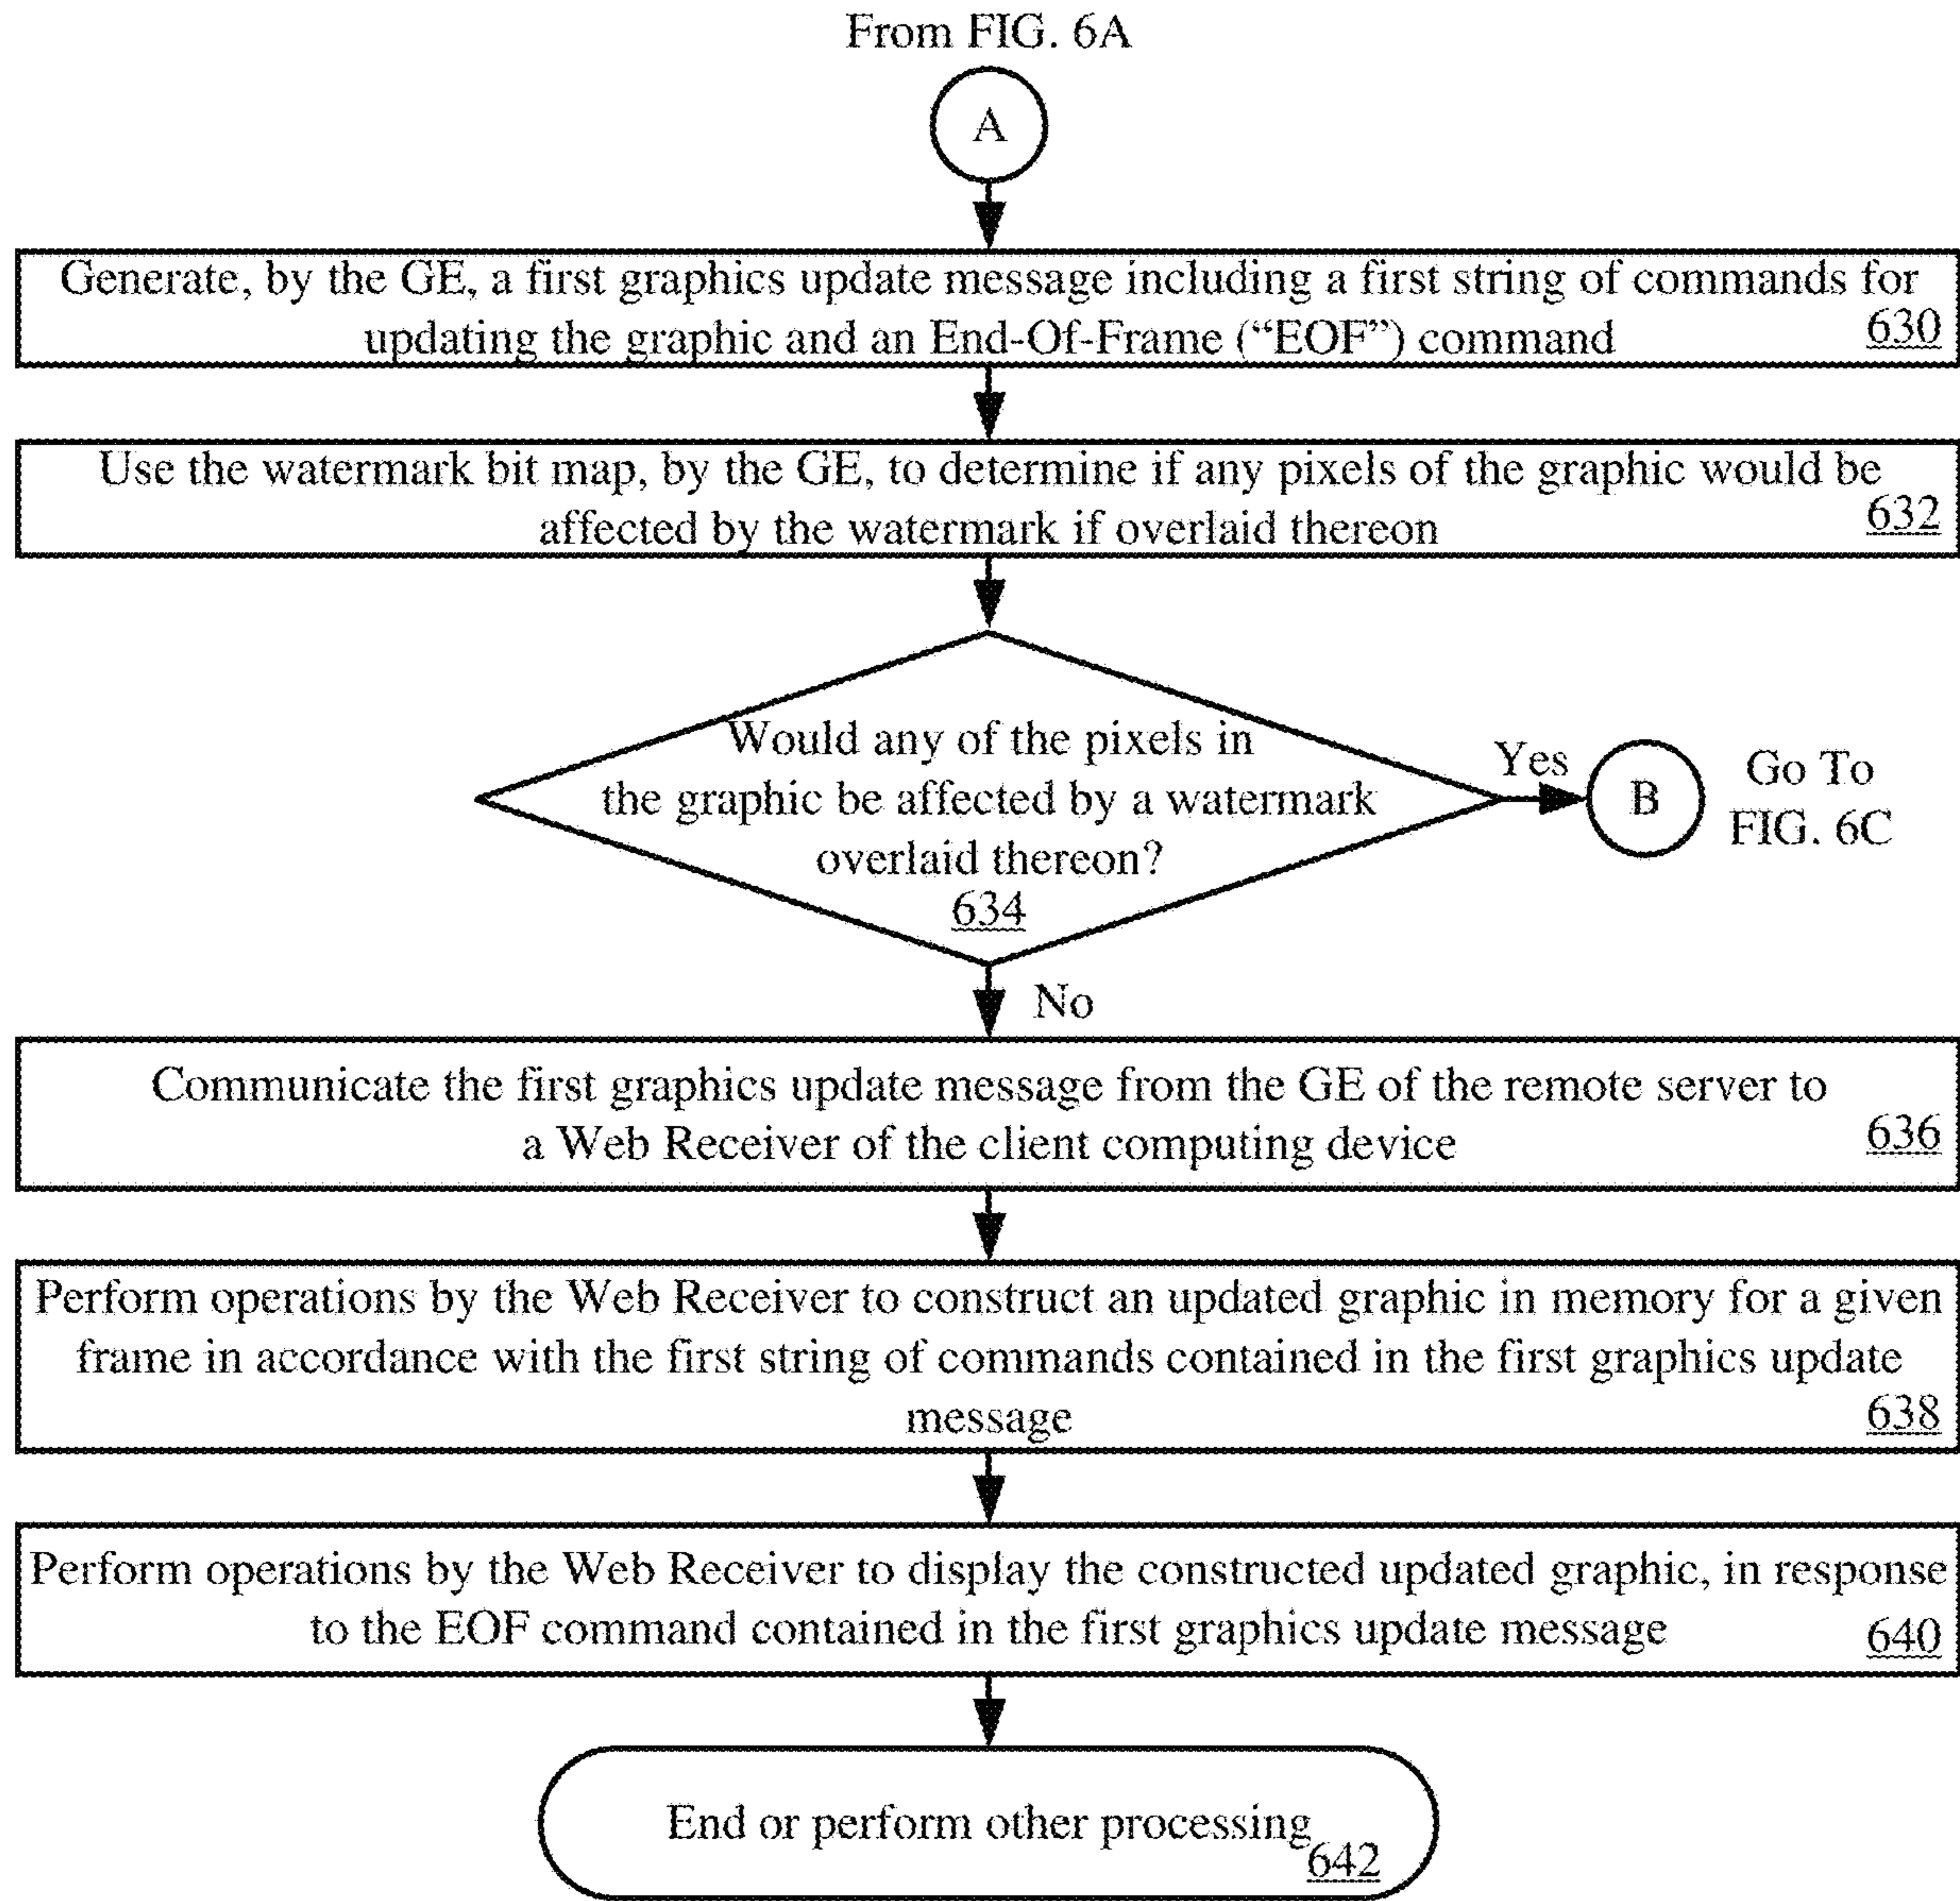 From FIG. 6A
A
Generate, by the GE, a first graphics update message including a first string of commands for
updating the graphic and an End-Of-Frame (“EOF”) command
630
Use the watermark bit map, by the GE, to determine if any pixels of the graphic would be
affected by the watermark if overlaid thereon
632
Would any of the pixels in
the graphic be affected by a watermark
overlaid thereon?
634
Yes
B
Go To
FIG. 6C
No
Communicate the first graphics update message from the GE of the remote server to
a Web Receiver of the client computing device
636
Perform operations by the Web Receiver to construct an updated graphic in memory for a given
frame in accordance with the first string of commands contained in the first graphics update
message
638
Perform operations by the Web Receiver to display the constructed updated graphic, in response
to the EOF command contained in the first graphics update message
640
End or perform other processing
642